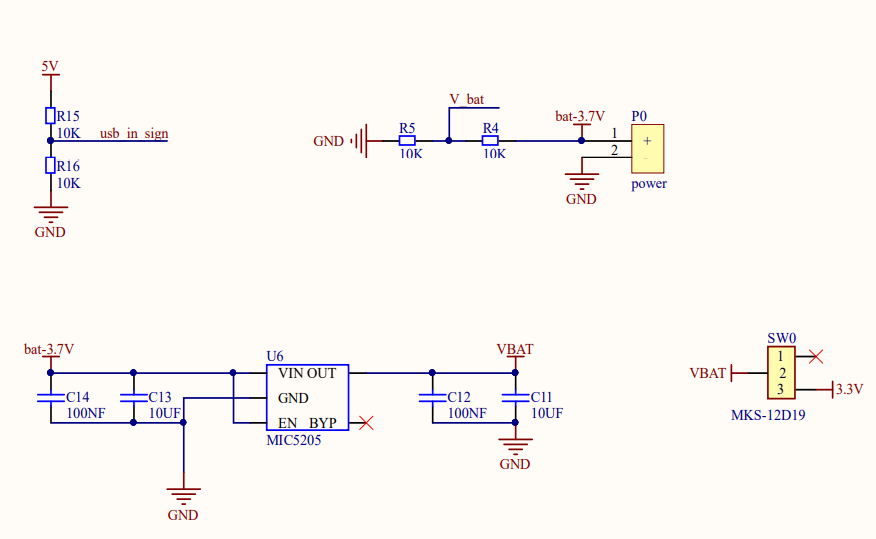 5V
R15
10K
usb_in_sign
R16
10K
GND
V_bat
GND
R5
10K
R4
10K
bat-3.7V
P0
1
2
+
-
power
GND
bat-3.7V
C14
100NF
C13
10UF
U6
VIN OUT
GND
EN BYP
MIC5205
GND
VBAT
C12
100NF
C11
10UF
GND
SW0
VBAT
1
2
3
3.3V
MKS-12D19